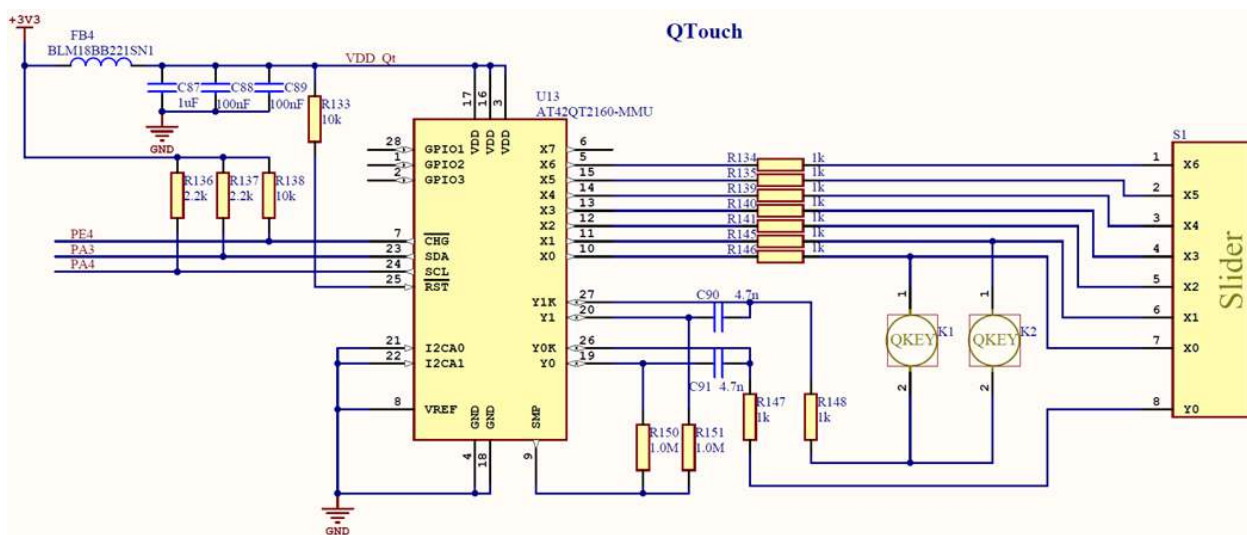 QTouch
+3V3
FB4
BLM18BB221SN1
VDD_Qt
C87
1uF
C88
100nF
C89
100nF
R133
10k
GND
U13
AT42QT2160-MMU
17
16
3
VDD
VDD
VDD
28
GPIO1
1
GPIO2
2
GPIO3
X7
6
X6
5
R134
1k
X5
15
R135
1k
X4
14
R139
1k
X3
13
R140
1k
X2
12
R141
1k
X1
11
R145
1k
X0
10
R146
1k
R136
2.2k
R137
2.2k
R138
10k
PE4
7
CHG
PA3
23
SDA
PA4
24
SCL
25
RST
Y1K
27
C90
4.7n
Y1
20
Y0K
26
Y0
19
C91
4.7n
21
I2CA0
22
I2CA1
8
VREF
GND
GND
SMP
4
18
9
GND
R150
1.0M
R151
1.0M
R147
1k
R148
1k
1
QKEY
K1
2
1
QKEY
K2
2
S1
1
X6
2
X5
3
X4
4
X3
5
X2
6
X1
7
X0
8
Y0
Slider